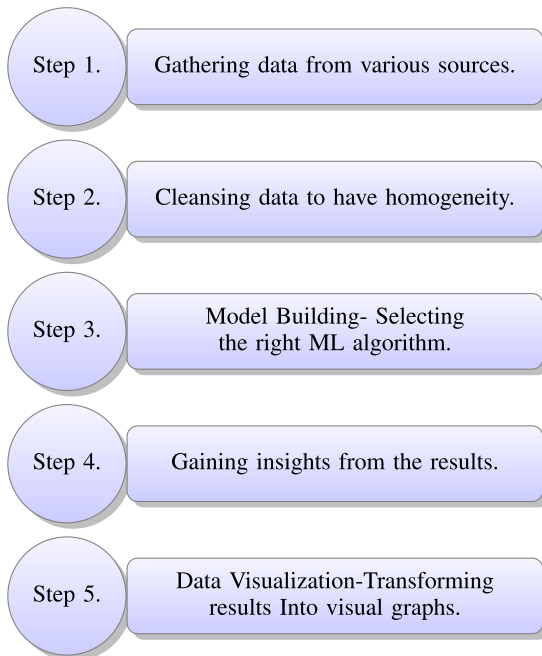 Step 1.
Gathering data from various sources.
Step 2.
Cleansing data to have homogeneity.
Step 3.
Model Building- Selecting
the right ML algorithm.
Step 4.
Gaining insights from the results.
Step 5.
Data Visualization-Transforming
results Into visual graphs.